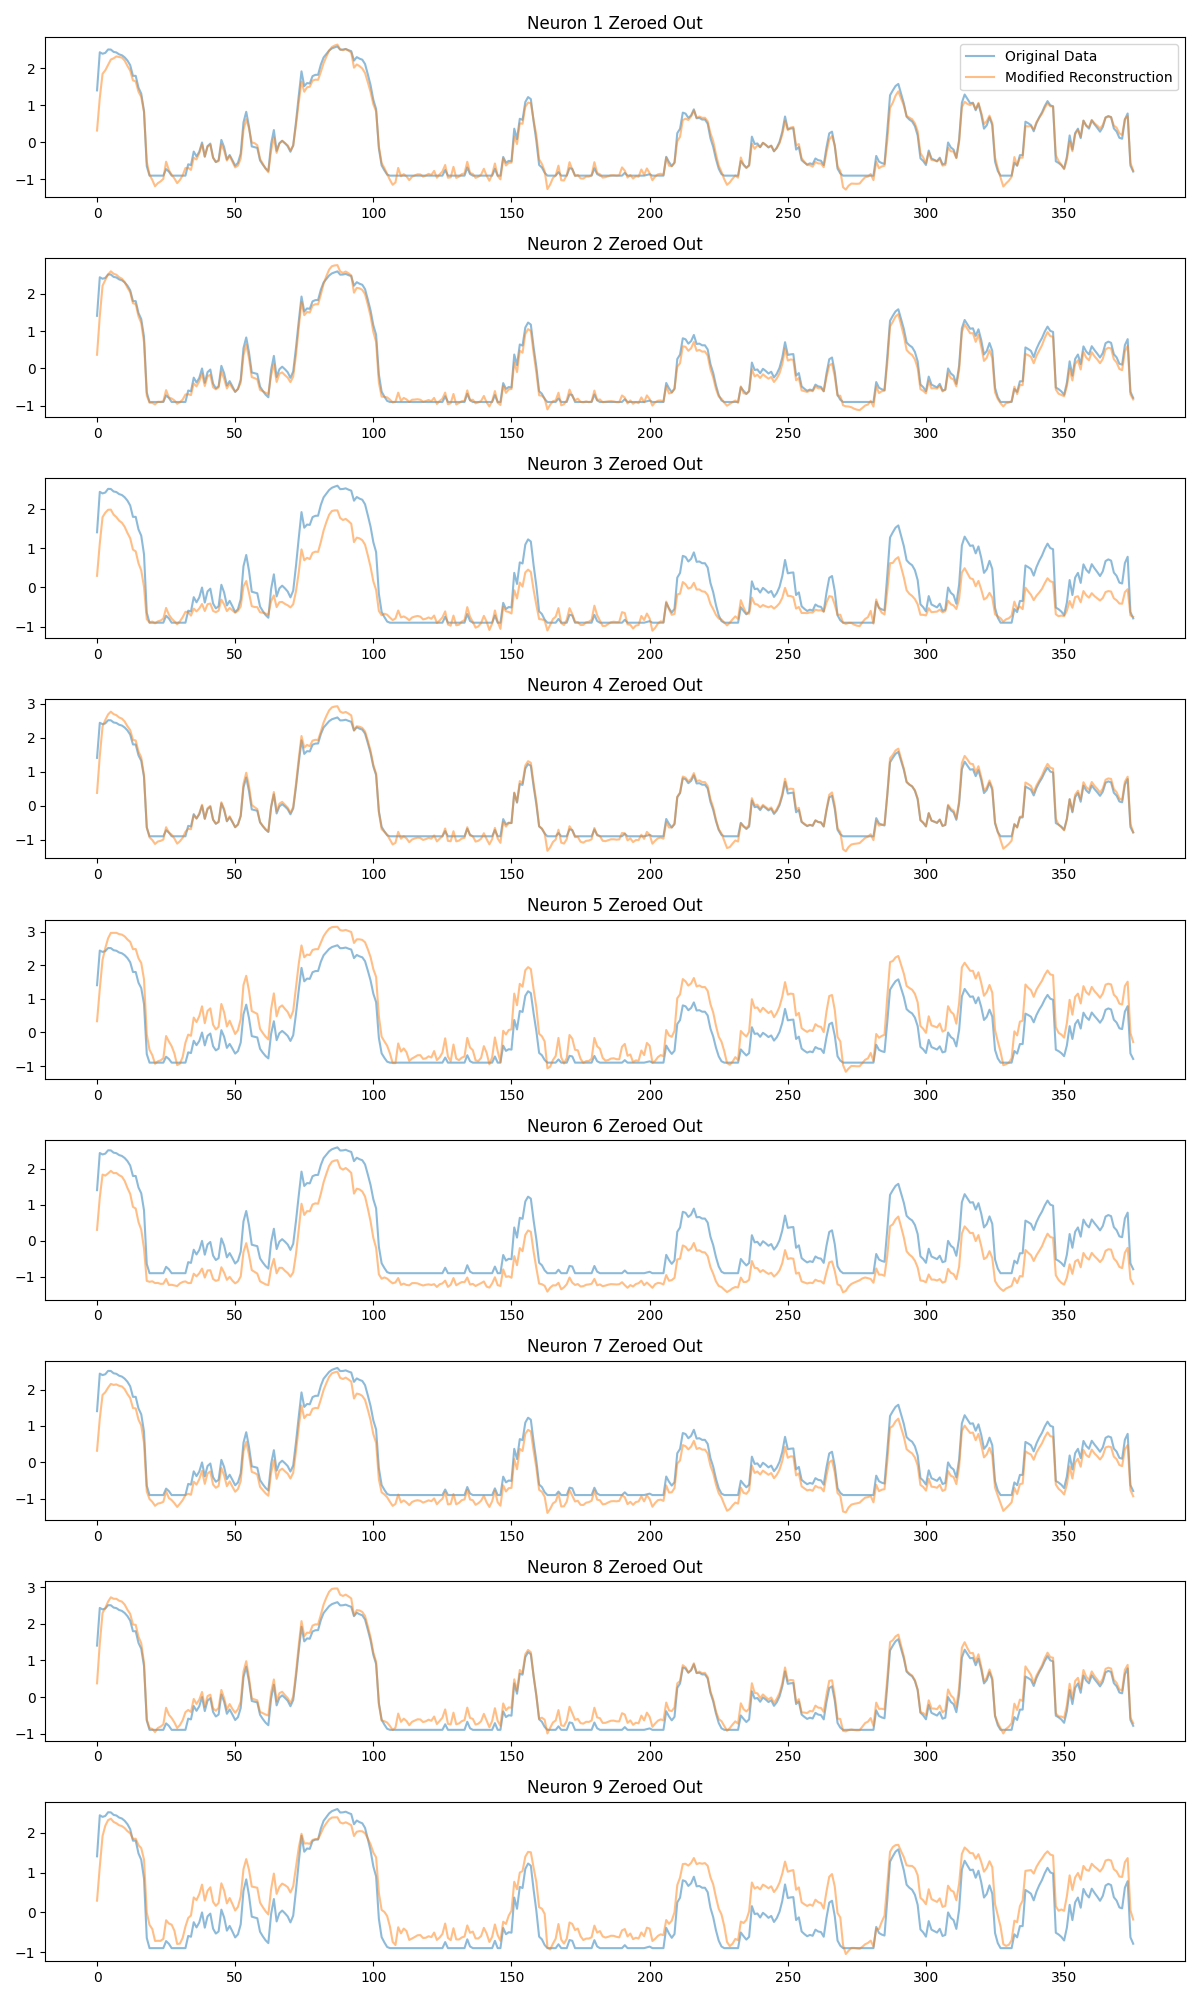 Neuron 1 Zeroed Out
Original Data
Modified Reconstruction
2
1
0
−1
0 50 100 150 200 250 300 350
Neuron 2 Zeroed Out
2
1
0
−1
0 50 100 150 200 250 300 350
Neuron 3 Zeroed Out
2
1
0
−1
0 50 100 150 200 250 300 350
Neuron 4 Zeroed Out
3
2
1
0
−1
0 50 100 150 200 250 300 350
Neuron 5 Zeroed Out
3
2
1
0
−1
0 50 100 150 200 250 300 350
Neuron 6 Zeroed Out
2
1
0
−1
0 50 100 150 200 250 300 350
Neuron 7 Zeroed Out
2
1
0
−1
0 50 100 150 200 250 300 350
Neuron 8 Zeroed Out
3
2
1
0
−1
0 50 100 150 200 250 300 350
Neuron 9 Zeroed Out
2
1
0
−1
0 50 100 150 200 250 300 350